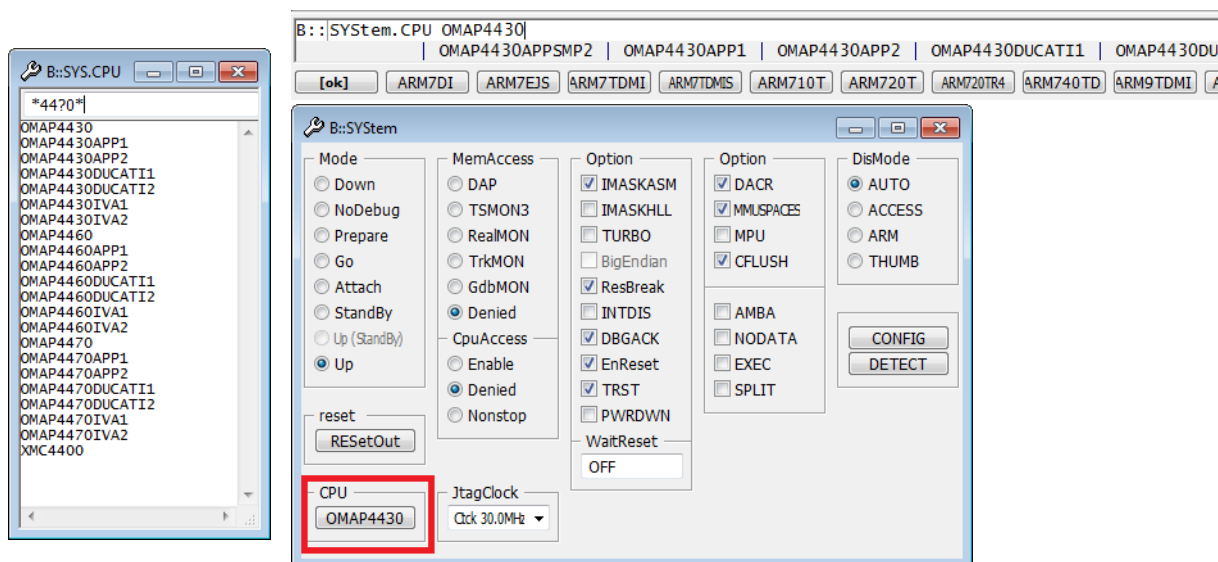 B::SYS.CPU
*44?0*
OMAP4430
OMAP4430APP1
OMAP4430APP2
OMAP4430DUCATI1
OMAP4430DUCATI2
OMAP4430IVA1
OMAP4430IVA2
OMAP4460
OMAP4460APP1
OMAP4460APP2
OMAP4460DUCATI1
OMAP4460DUCATI2
OMAP4460IVA1
OMAP4460IVA2
OMAP4470
OMAP4470APP1
OMAP4470APP2
OMAP4470DUCATI1
OMAP4470DUCATI2
OMAP4470IVA1
OMAP4470IVA2
XMC4400
B::SYStem.CPU OMAP4430
OMAP4430APPSMP2 | OMAP4430APP1 | OMAP4430APP2 | OMAP4430DUCATI1 | OMAP4430DU
[ok] ARM7DI ARM7EJS ARM7TDMI ARM7TDMIS ARM710T ARM720T ARM720TR4 ARM740TD ARM9TDMI A
B::SYStem
Mode
Down
NoDebug
Prepare
Go
Attach
StandBy
Up (StandBy)
Up
reset
RESetOut
CPU
OMAP4430
MemAccess
DAP
TSMON3
RealMON
TrkMON
GdbMON
Denied
CpuAccess
Enable
Denied
Nonstop
JtagClock
Ctck 30.0MHz
Option
IMASKASM
IMASKHLL
TURBO
BigEndian
ResBreak
INTDIS
DBGACK
EnReset
TRST
PWRDWN
WaitReset
OFF
Option
DACR
MMUSPACES
MPU
CFLUSH
AMBA
NODATA
EXEC
SPLIT
DisMode
AUTO
ACCESS
ARM
THUMB
CONFIG
DETECT